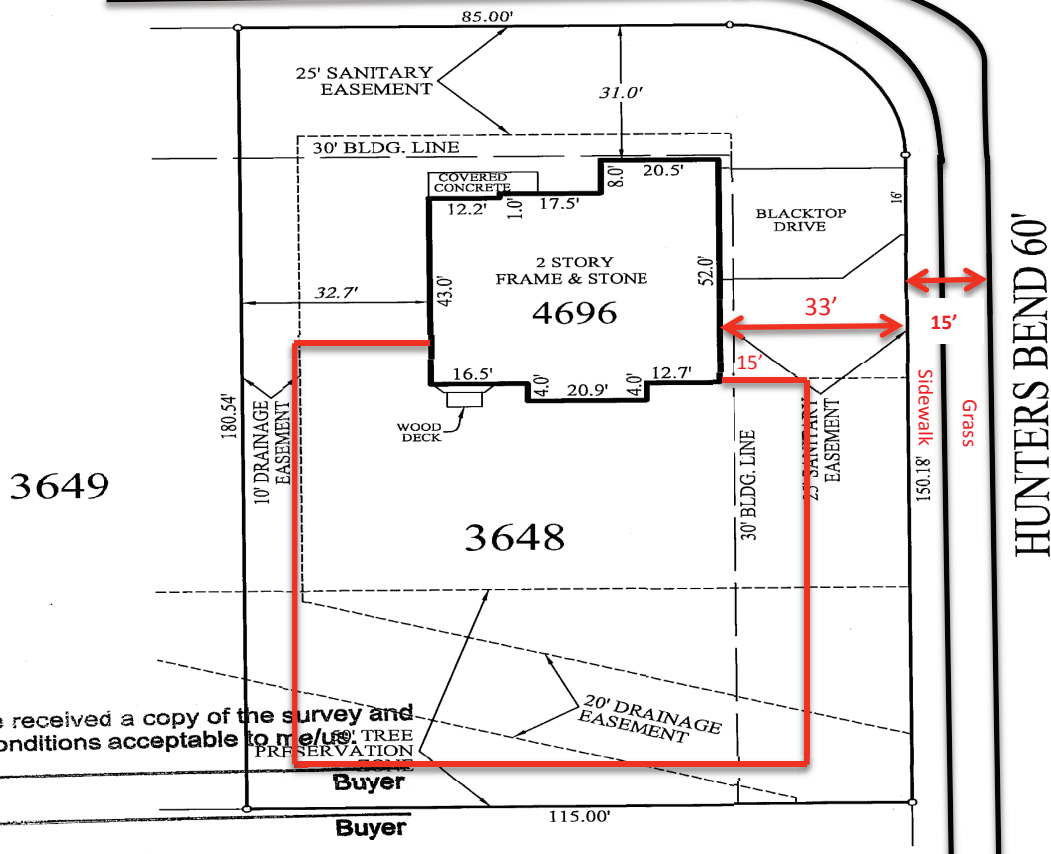 85.00'
25' SANITARY
EASEMENT
31.0'
30' BLDG. LINE
COVERED
CONCRETE
8.0'
20.5'
12.2'
1.0'
17.5'
BLACKTOP
DRIVE
16'
2 STORY
FRAME & STONE
4696
43.0'
52.0'
32.7'
33'
15'
15'
HUNTERS BEND 60'
16.5'
4.0'
20.9'
4.0'
12.7'
WOOD
DECK
180.54'
10' DRAINAGE
EASEMENT
30' BLDG. LINE
25' SANITARY
EASEMENT
Sidewalk
Grass
150.18'
3649
3648
20' DRAINAGE
EASEMENT
received a copy of the survey and
onditions acceptable to me/us.
TREE
PRESERVATION
ZONE
Buyer
115.00'
Buyer